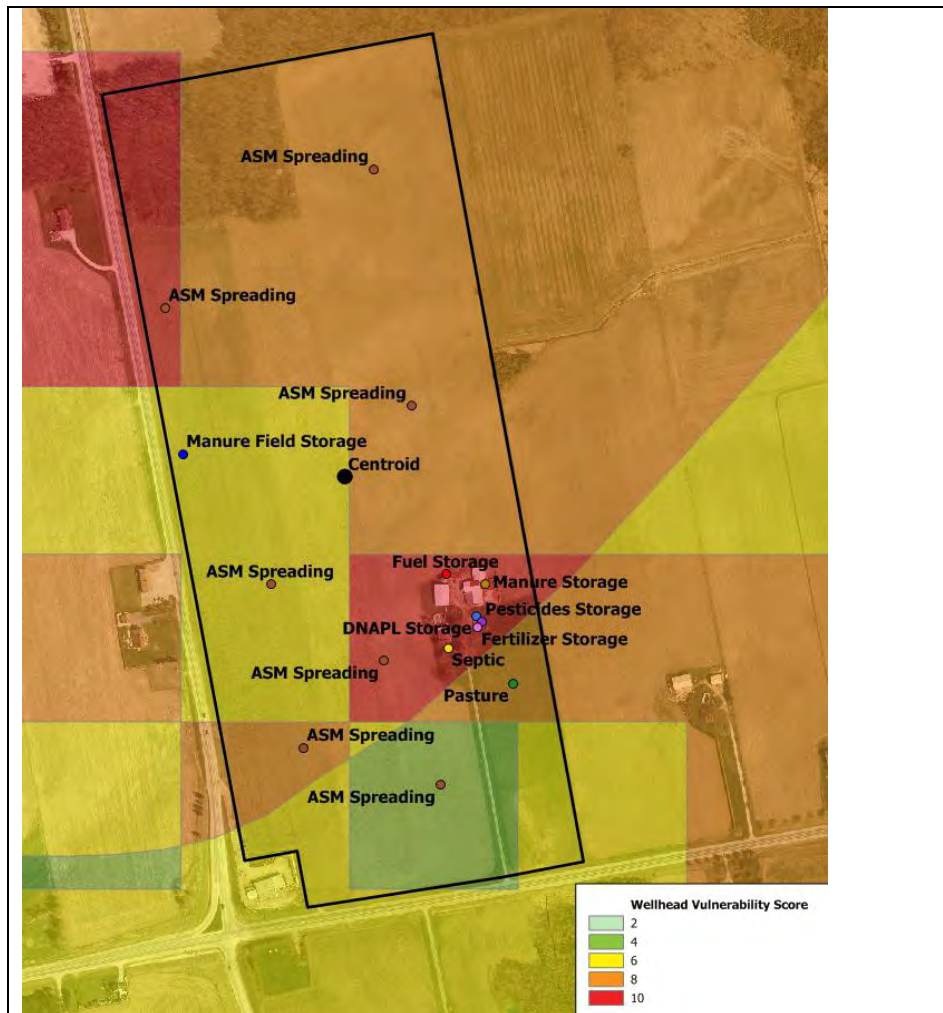 ASM Spreading
ASM Spreading
ASM Spreading
Manure Field Storage
Centroid
Fuel Storage
ASM Spreading
Manure Storage
Pesticides Storage
DNAPL Storage
Fertilizer Storage
Septic
ASM Spreading
Pasture
ASM Spreading
ASM Spreading
Wellhead Vulnerability Score
2
4
6
8
10